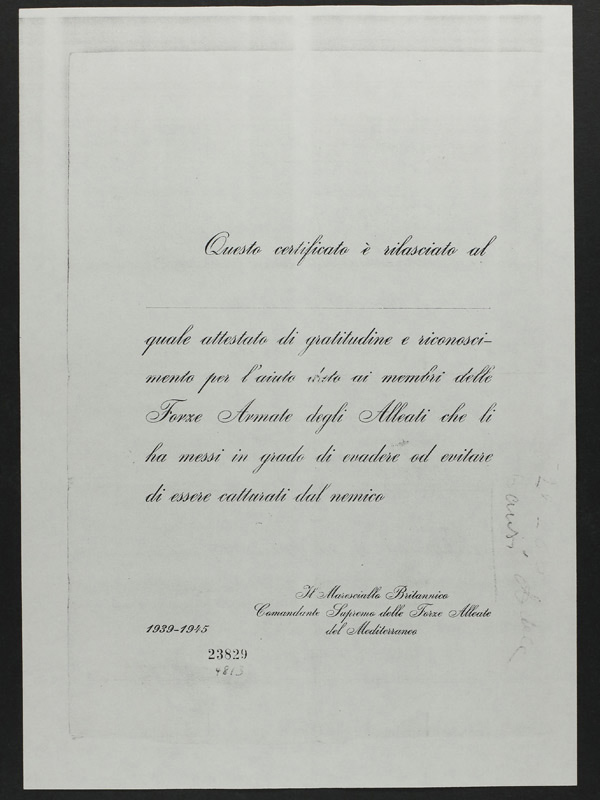 Questo certificato è rilasciato al
quale attestato di gratitudine e riconosci-
mento per l'aiuto dato ai membri delle
Forze Armate degli Alleati che li
ha messi in grado di evadere od evitare
di essere catturati dal nemico
Il Maresciallo Britannico
Comandante Supremo delle Forze Alleate
del Mediterraneo
1939-1945
23829
4813